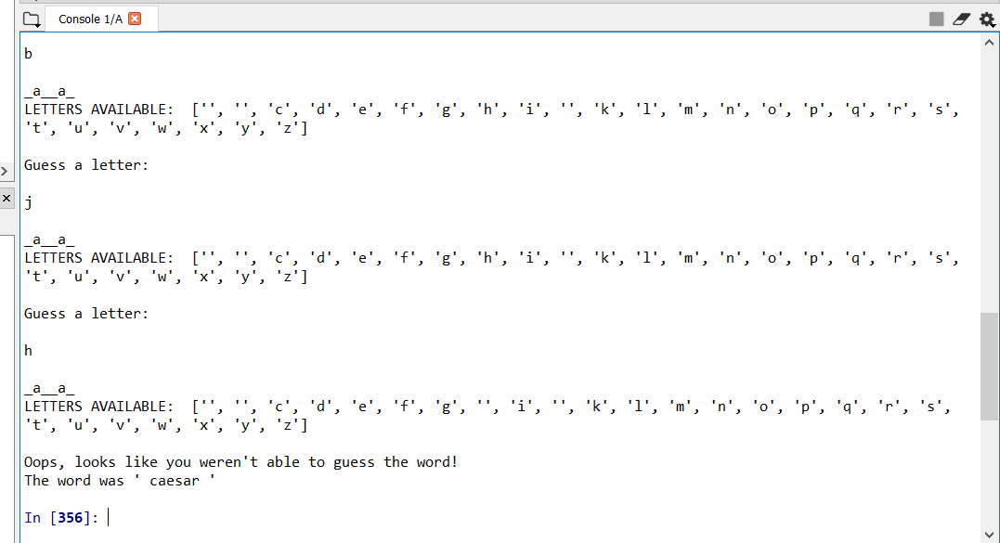 Console 1/A
b
_a__a_
LETTERS AVAILABLE:  ['', '', 'c', 'd', 'e', 'f', 'g', 'h', 'i', '', 'k', 'l', 'm', 'n', 'o', 'p', 'q', 'r', 's',
't', 'u', 'v', 'w', 'x', 'y', 'z']
Guess a letter:
j
_a__a_
LETTERS AVAILABLE:  ['', '', 'c', 'd', 'e', 'f', 'g', 'h', 'i', '', 'k', 'l', 'm', 'n', 'o', 'p', 'q', 'r', 's',
't', 'u', 'v', 'w', 'x', 'y', 'z']
Guess a letter:
h
_a__a_
LETTERS AVAILABLE:  ['', '', 'c', 'd', 'e', 'f', 'g', '', 'i', '', 'k', 'l', 'm', 'n', 'o', 'p', 'q', 'r', 's',
't', 'u', 'v', 'w', 'x', 'y', 'z']
Oops, looks like you weren't able to guess the word!
The word was ' caesar '
In [356]: